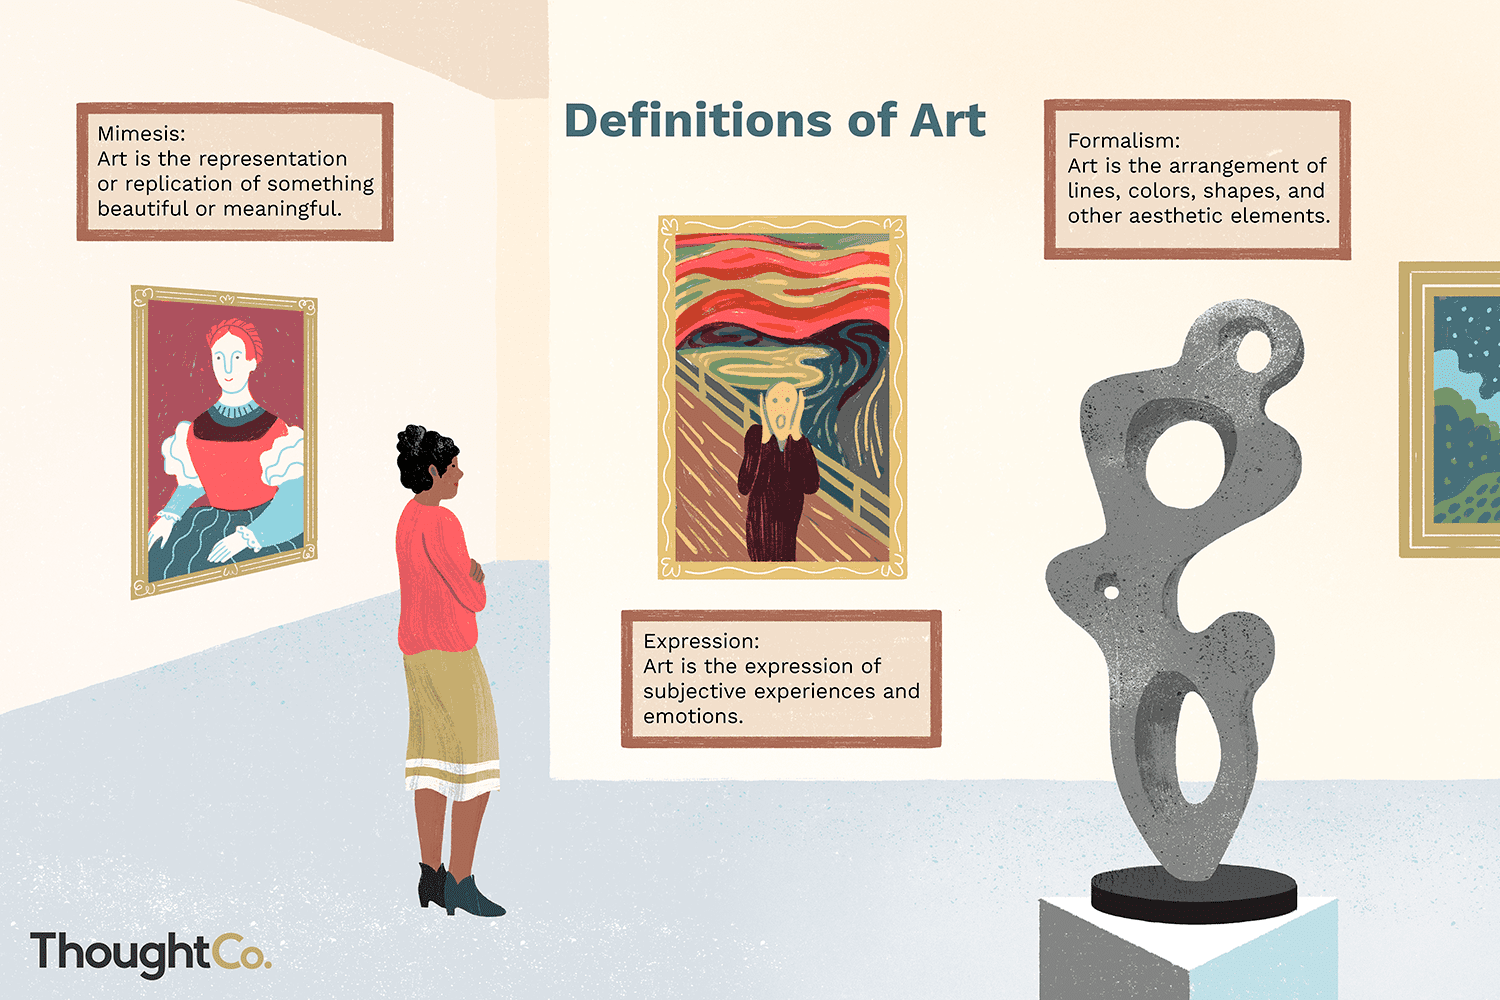 Definitions of Art
Mimesis:
Art is the representation
or replication of something
beautiful or meaningful.
Expression:
Art is the expression of
subjective experiences and
emotions.
Formalism:
Art is the arrangement of
lines, colors, shapes, and
other aesthetic elements.
ThoughtCo.